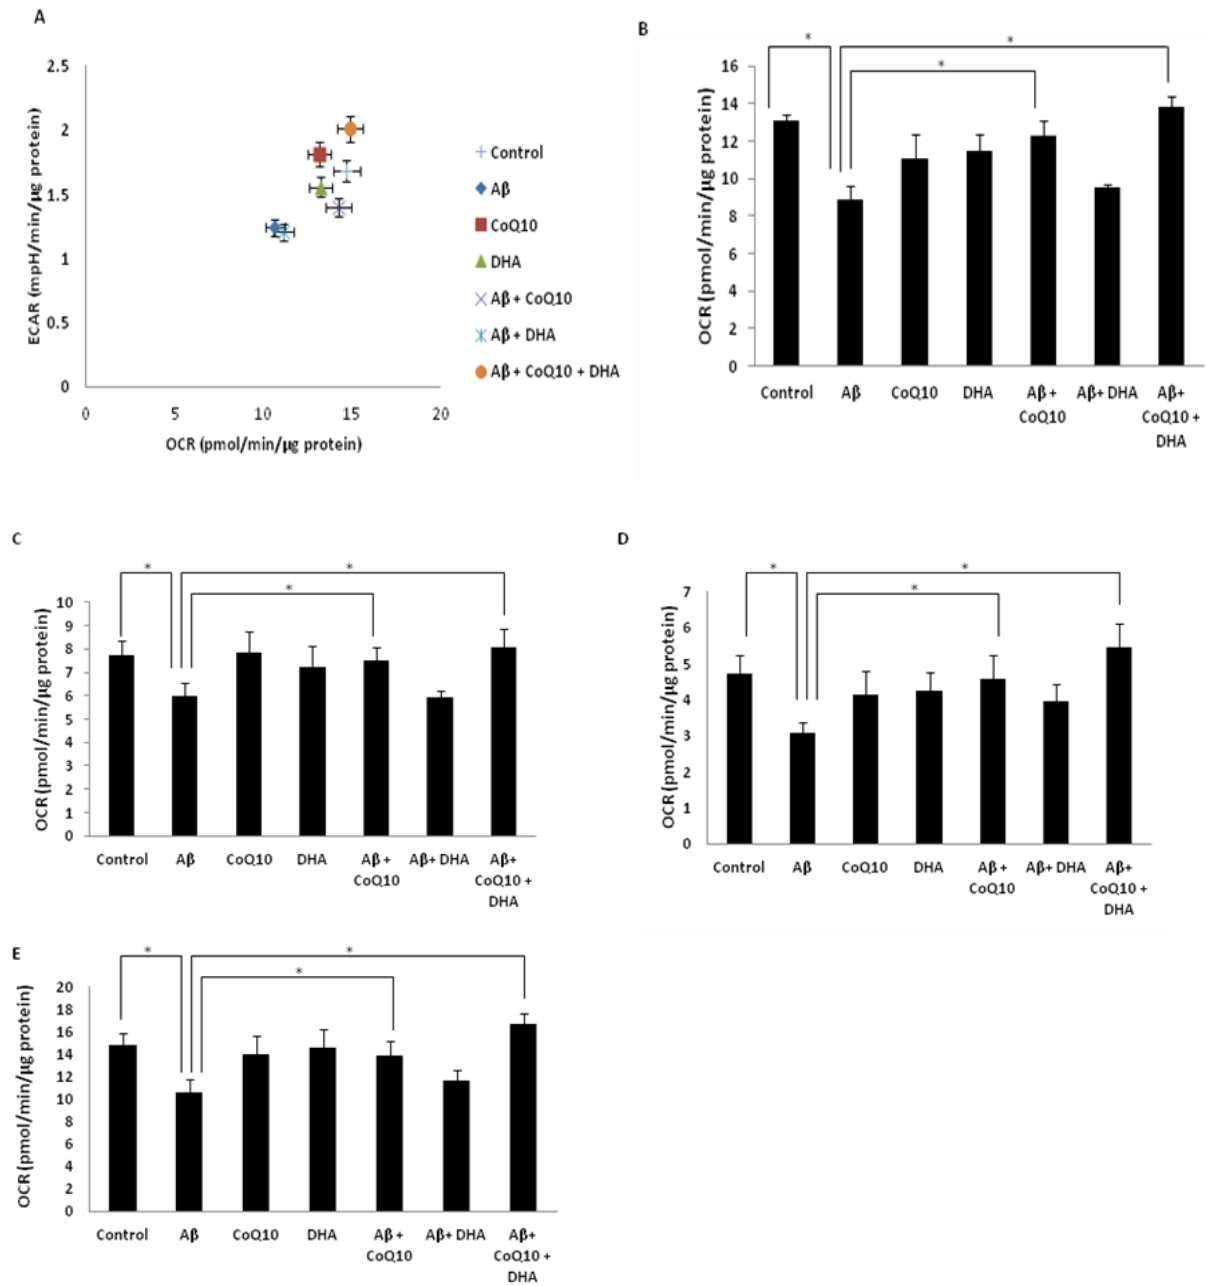 A
2.5
2
1.5
1
0.5
0
0 5 10 15 20
ECAR (mpH/min/µg protein)
OCR (pmol/min/µg protein)
Control
Aβ
CoQ10
DHA
Aβ + CoQ10
Aβ + DHA
Aβ + CoQ10 + DHA
B
* *
*
16
14
12
10
8
6
4
2
0
OCR (pmol/min/µg protein)
Control Aβ CoQ10 DHA Aβ + Aβ+ DHA Aβ+
CoQ10 CoQ10 +
DHA
C
* *
*
10
9
8
7
6
5
4
3
2
1
0
OCR (pmol/min/µg protein)
Control Aβ CoQ10 DHA Aβ + Aβ+ DHA Aβ+
CoQ10 CoQ10 +
DHA
D
* *
*
7
6
5
4
3
2
1
0
OCR (pmol/min/µg protein)
Control Aβ CoQ10 DHA Aβ + Aβ+ DHA Aβ+
CoQ10 CoQ10 +
DHA
E
* *
*
20
18
16
14
12
10
8
6
4
2
0
OCR (pmol/min/µg protein)
Control Aβ CoQ10 DHA Aβ + Aβ+ DHA Aβ+
CoQ10 CoQ10 +
DHA